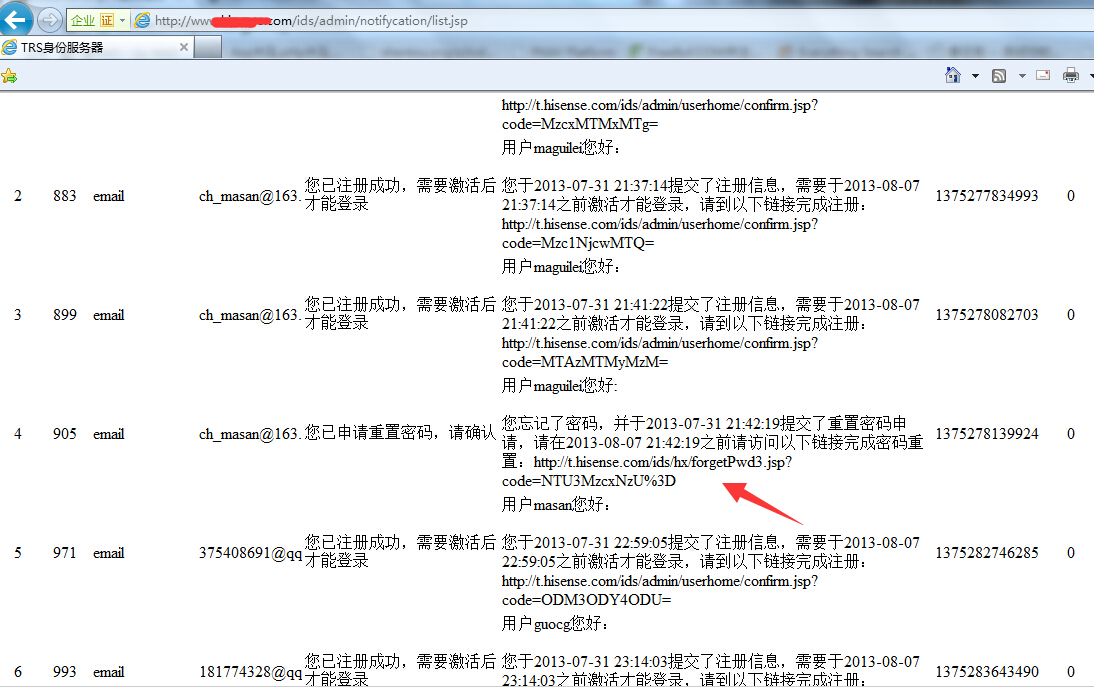 企业 证 http://www. .com/ids/admin/notifycation/list.jsp
TRS身份服务器
http://t.hisense.com/ids/admin/userhome/confirm.jsp?
code=MzcxMTMxMTg=
用户maguilei您好：
2 883 email ch_masan@163. 您已注册成功，需要激活后才能登录 您于2013-07-31 21:37:14提交了注册信息，需要于2013-08-07
21:37:14之前激活才能登录，请到以下链接完成注册：
http://t.hisense.com/ids/admin/userhome/confirm.jsp?
code=Mzc1NjcwMTQ= 1375277834993 0
用户maguilei您好：
3 899 email ch_masan@163. 您已注册成功，需要激活后才能登录 您于2013-07-31 21:41:22提交了注册信息，需要于2013-08-07
21:41:22之前激活才能登录，请到以下链接完成注册：
http://t.hisense.com/ids/admin/userhome/confirm.jsp?
code=MTAzMTMyMzM= 1375278082703 0
用户maguilei您好:
4 905 email ch_masan@163. 您已申请重置密码，请确认 您忘记了密码，并于2013-07-31 21:42:19提交了重置密码申
请，请在2013-08-07 21:42:19之前请访问以下链接完成密码重
置：http://t.hisense.com/ids/hx/forgetPwd3.jsp?
code=NTU3MzcxNzU%3D 1375278139924 0
用户masan您好：
5 971 email 375408691@qq 您已注册成功，需要激活后才能登录 您于2013-07-31 22:59:05提交了注册信息，需要于2013-08-07
22:59:05之前激活才能登录，请到以下链接完成注册：
http://t.hisense.com/ids/admin/userhome/confirm.jsp?
code=ODM3ODY4ODU= 1375282746285 0
用户guocg您好：
6 993 email 181774328@qq 您已注册成功，需要激活后才能登录 您于2013-07-31 23:14:03提交了注册信息，需要于2013-08-07
23:14:03之前激活才能登录，请到以下链接完成注册： 1375283643490 0